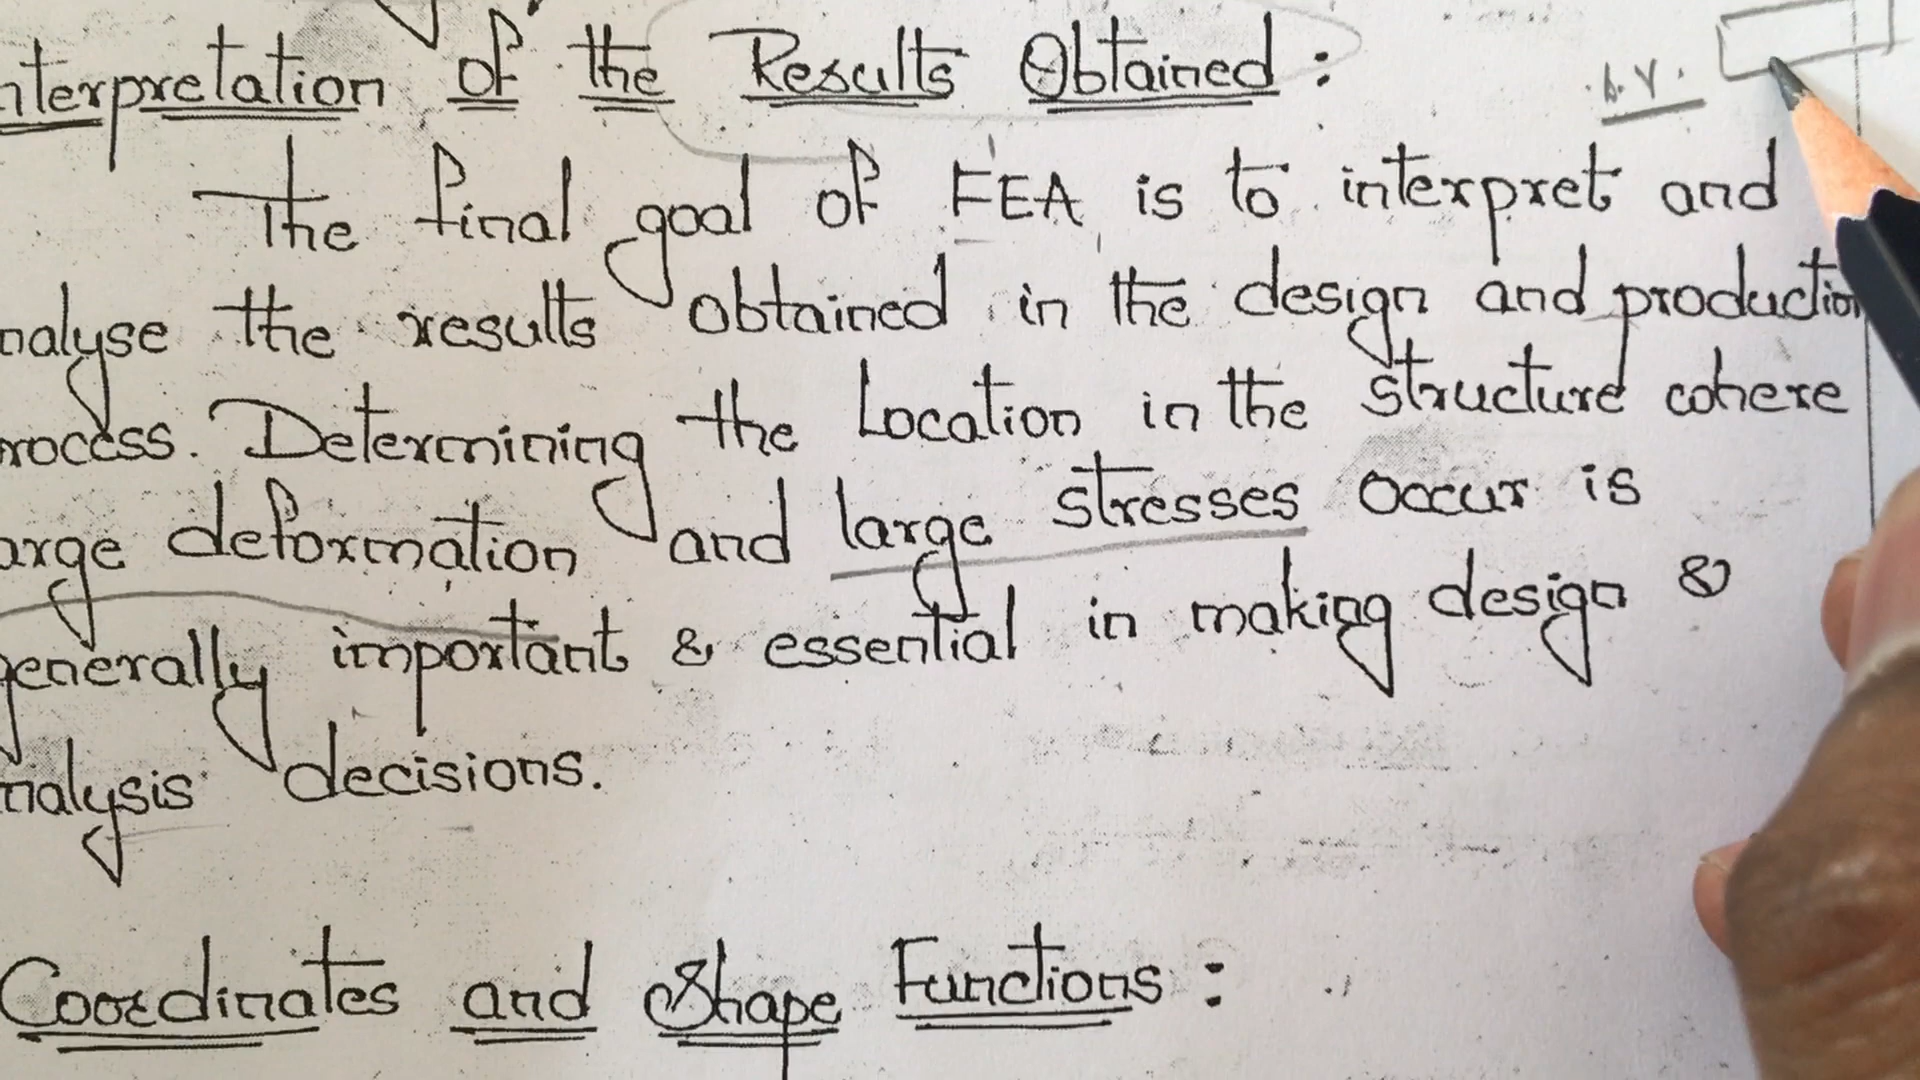 nterpretation of the Results Obtained :
The final goal of FEA is to interpret and
nalyse the results obtained in the design and production
rocess. Determining the Location in the structure where
arge deformation and large stresses occur is
generally important & essential in making design &
nalysis decisions.
Coordinates and Shape Functions :